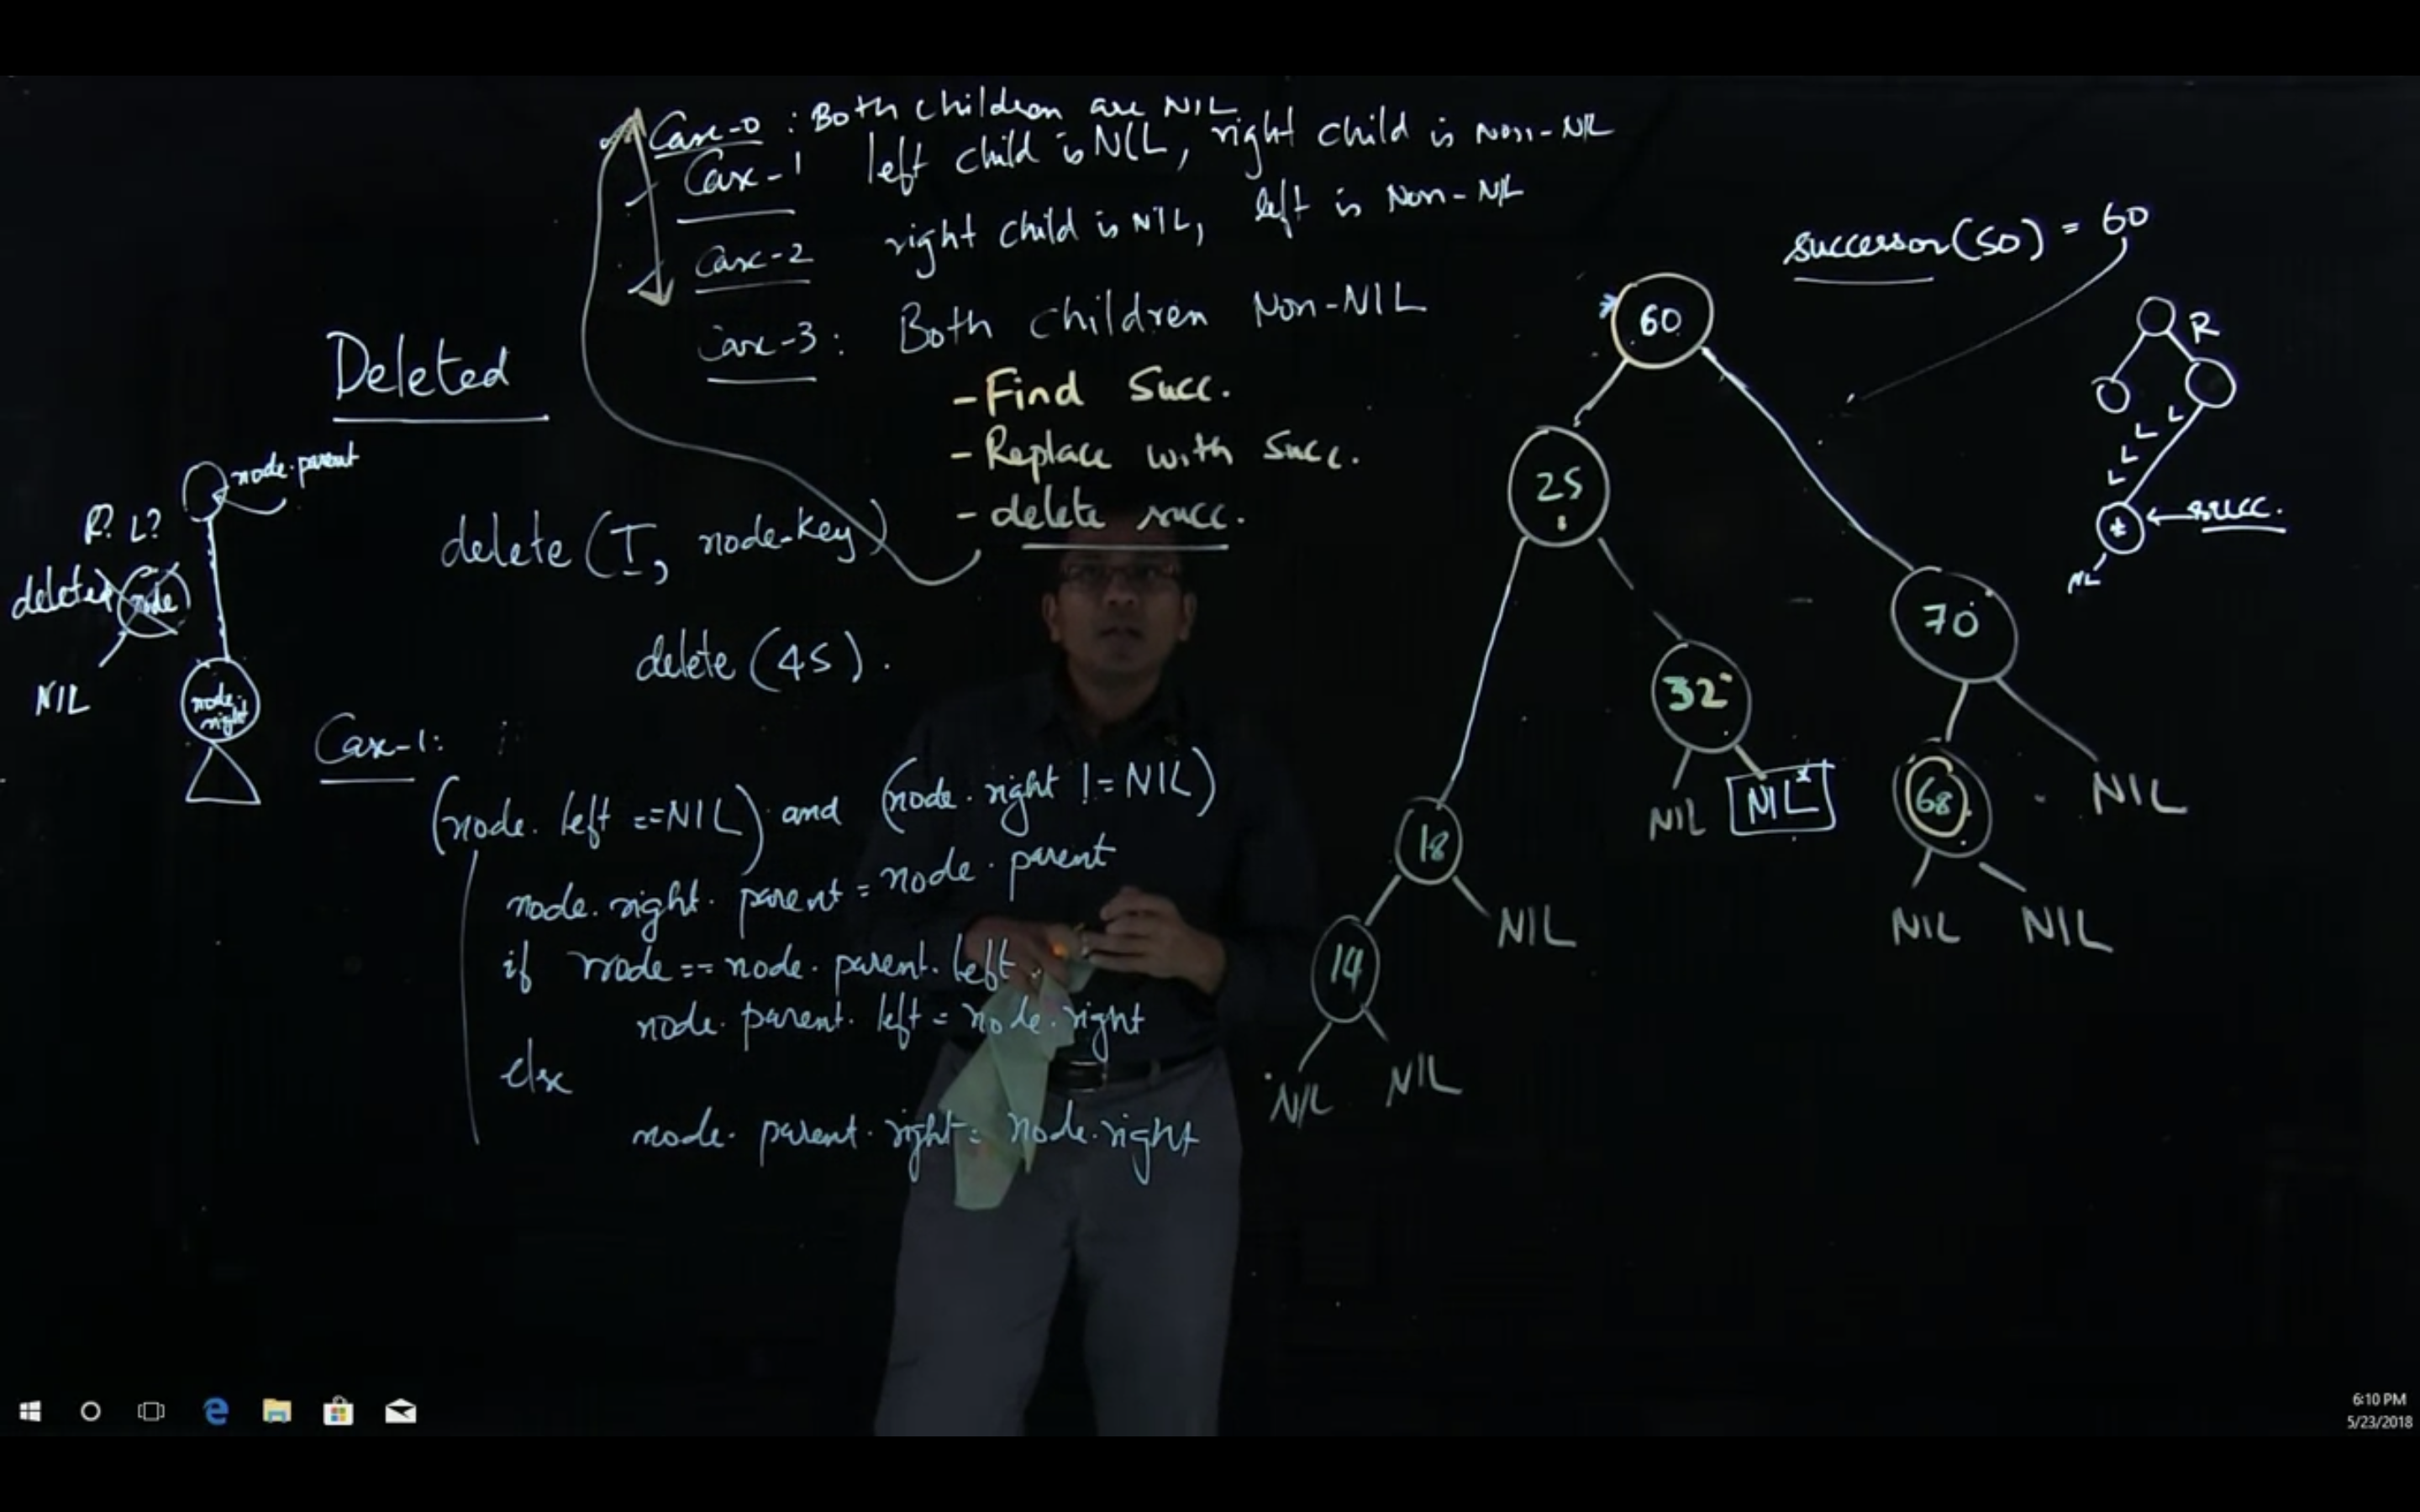 Case-0 : Both children are NIL
Case-1 left child is NIL, right child is Non-NIL
Case-2 right child is NIL, left is Non-NIL
Case-3 : Both children Non-NIL
- Find Succ.
- Replace with Succ.
- delete succ.
Deleted
delete (T, node-key)
delete (45).
node.parent
R? L?
deleted node
NIL
node.right
Case-1:
(node.left ==NIL) and (node.right != NIL)
node.right.parent = node.parent
if node == node.parent.left
node.parent.left = node.right
else
node.parent.right = node.right
successor(50) = 60
60
25
70
32
18
68
14
NIL
NIL*
NIL
NIL
NIL
NIL
NIL
NIL
R
L
L
L
L
*
succ.
NIL
6:10 PM
5/23/2018